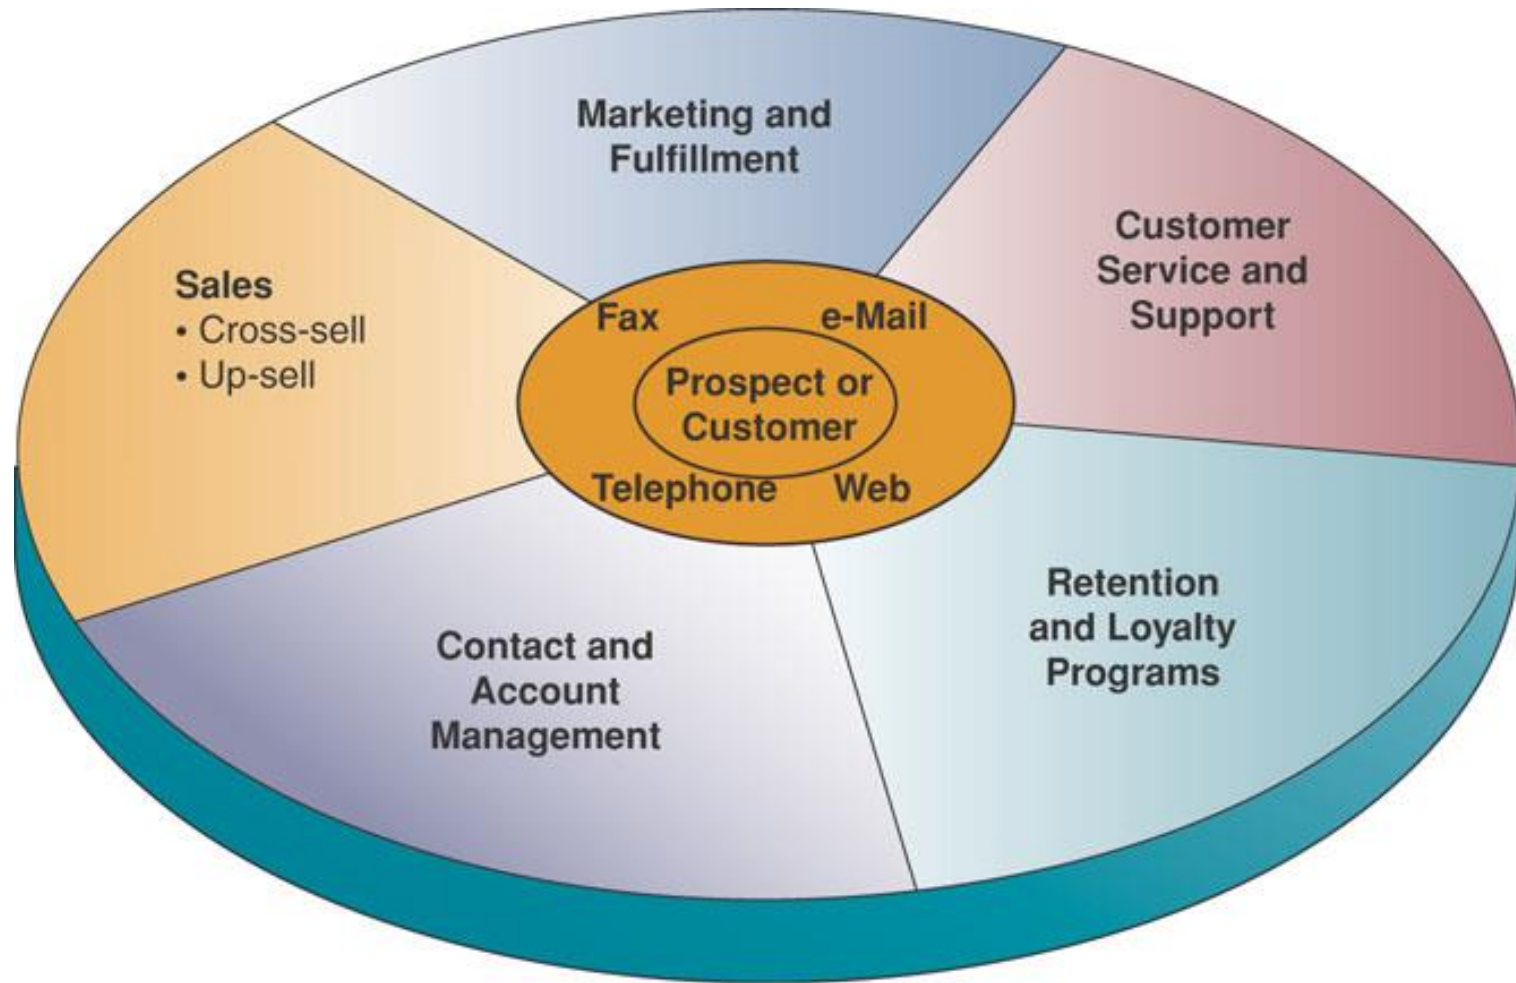 Marketing and
Fulfillment
Customer
Service and
Support
Sales
• Cross-sell
• Up-sell
Fax
e-Mail
Prospect or
Customer
Telephone
Web
Retention
and Loyalty
Programs
Contact and
Account
Management